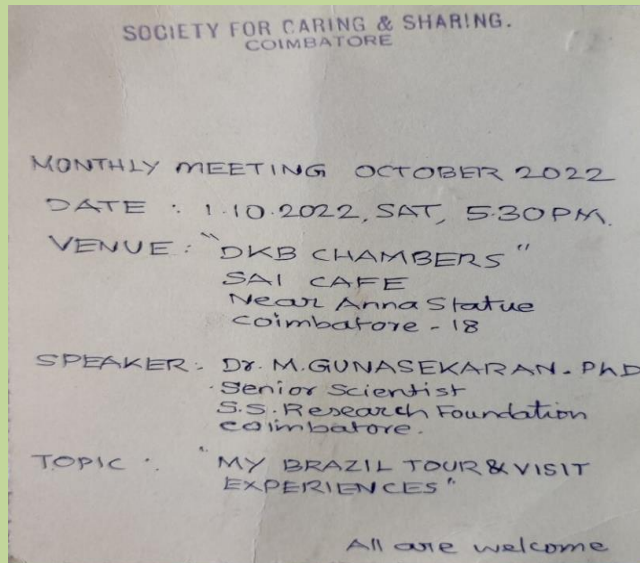 SOCIETY FOR CARING & SHARING.
COIMBATORE
MONTHLY MEETING OCTOBER 2022
DATE : 1.10.2022, SAT, 5.30PM.
VENUE : "DKB CHAMBERS"
SAI CAFE
Near Anna Statue
Coimbatore - 18
SPEAKER:- Dr. M.GUNASEKARAN. PhD
Senior Scientist
S.S. Research Foundation
Coimbatore.
TOPIC :. "MY BRAZIL TOUR & VISIT
EXPERIENCES"
All are welcome